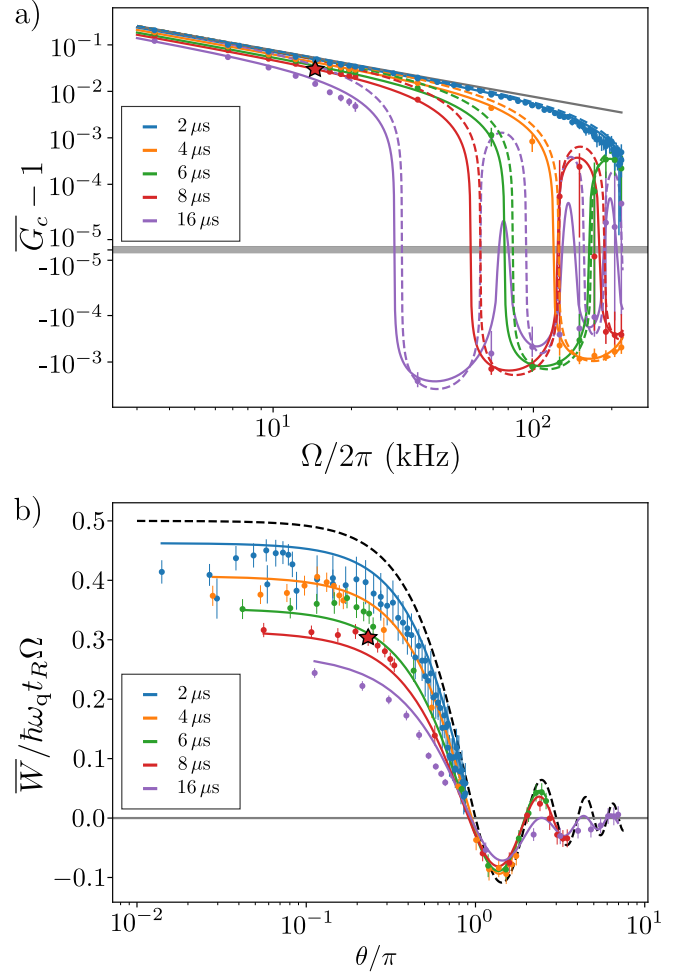 a)
10⁻¹
10⁻²
10⁻³
10⁻⁴
10⁻⁵
-10⁻⁵
-10⁻⁴
-10⁻³
G̅_c − 1
2 μs
4 μs
6 μs
8 μs
16 μs
10¹
10²
Ω/2π (kHz)
b)
0.5
0.4
0.3
0.2
0.1
0.0
−0.1
W̅/ħω_q t_R Ω
2 μs
4 μs
6 μs
8 μs
16 μs
10⁻²
10⁻¹
10⁰
10¹
θ/π